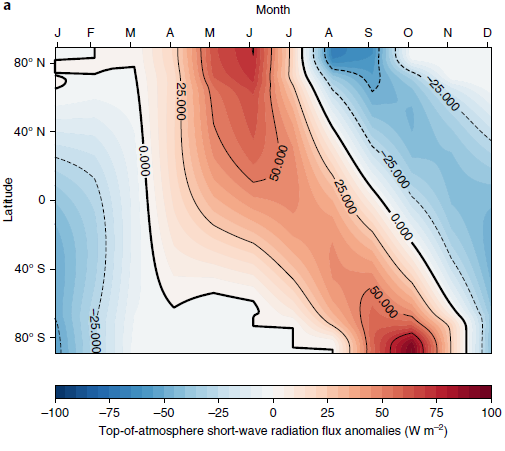 a
Month
J F M A M J J A S O N D
80° N
40° N
0
40° S
80° S
Latitude
25.000
0.000
50.000
25.000
0.000
50.000
−25.000
−25.000
−25.000
−100 −75 −50 −25 0 25 50 75 100
Top-of-atmosphere short-wave radiation flux anomalies (W m⁻²)